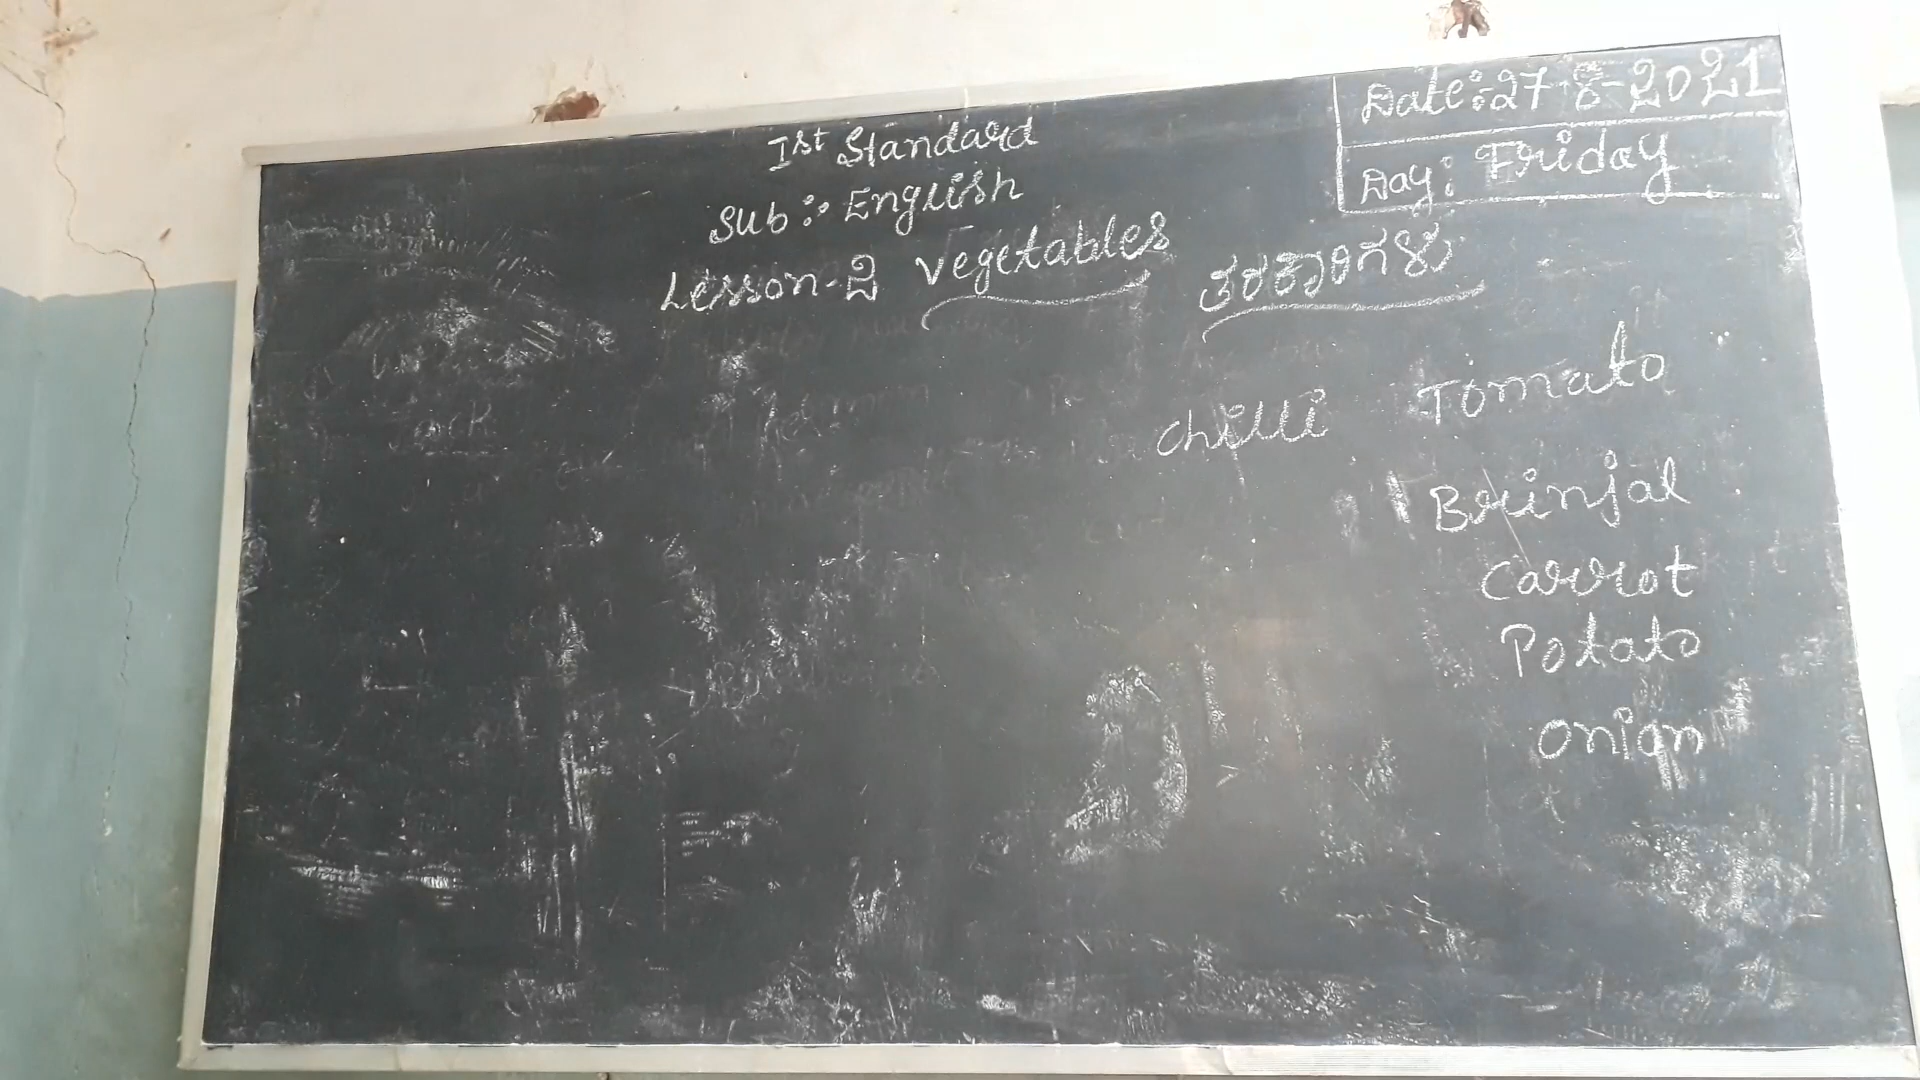 Date:27-8-2021
Day: Friday
Ist Standard
Sub: English
Lesson-2 Vegetables ತರಕಾರಿಗಳು
chilli Tomato
Brinjal
Carrot
Potato
Onion